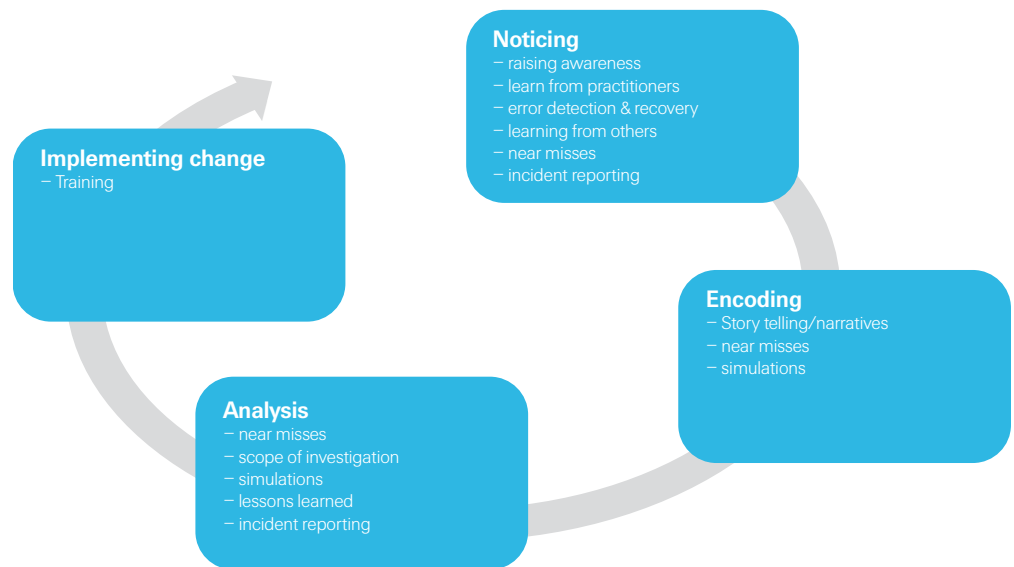 Noticing
– raising awareness
– learn from practitioners
– error detection & recovery
– learning from others
– near misses
– incident reporting
Encoding
– Story telling/narratives
– near misses
– simulations
Analysis
– near misses
– scope of investigation
– simulations
– lessons learned
– incident reporting
Implementing change
– Training